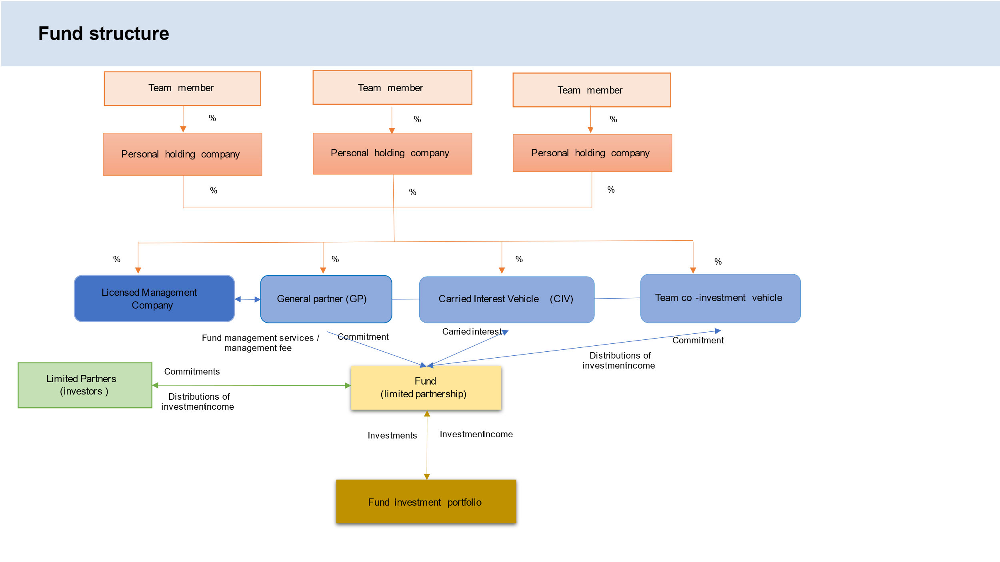 Fund structure
Team member
Team member
Team member
%
%
%
Personal holding company
Personal holding company
Personal holding company
%
%
%
%
%
%
%
Licensed Management
Company
General partner (GP)
Carried Interest Vehicle (CIV)
Team co -investment vehicle
Fund management services /
management fee
Commitment
Carried interest
Commitment
Distributions of
investment income
Limited Partners
(investors )
Commitments
Distributions of
investment income
Fund
(limited partnership)
Investments
Investment income
Fund investment portfolio